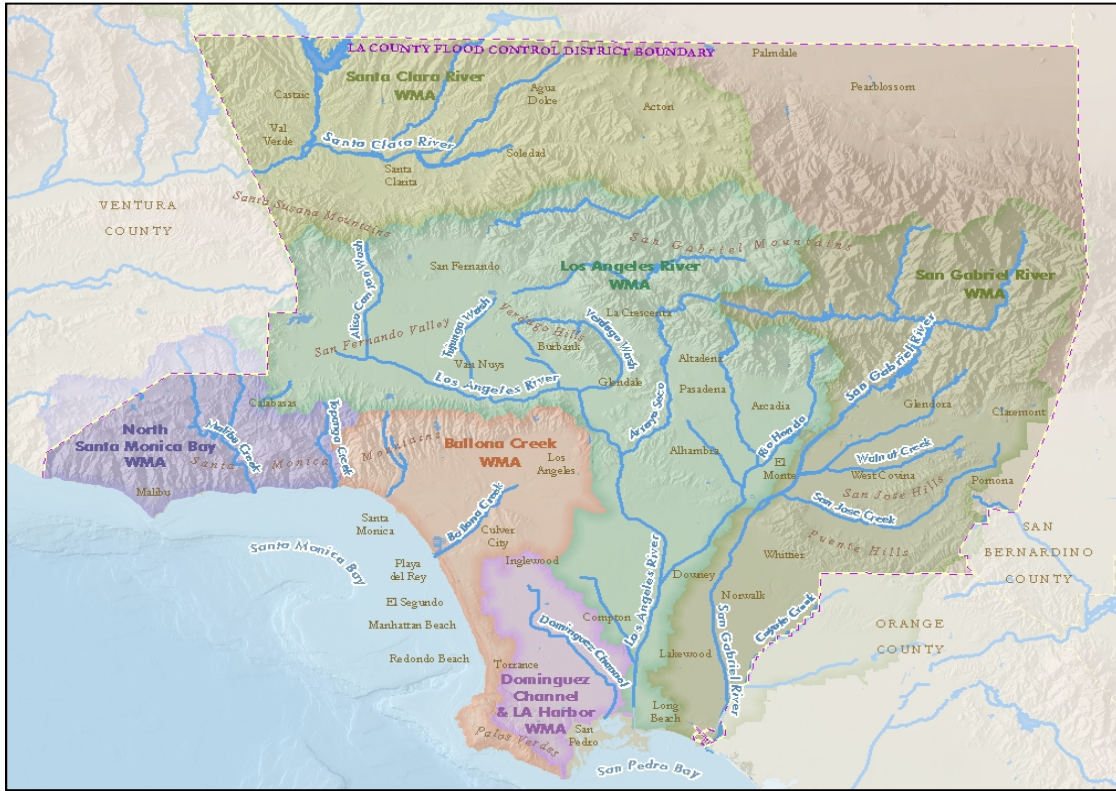 LA COUNTY FLOOD CONTROL DISTRICT BOUNDARY
Palmdale
Santa Clara River
WMA
Castaic
Agua
Dolce
Acton
Pearblossom
Val
Verde
Santa Clara River
Soledad
Santa
Clarita
VENTURA
COUNTY
Santa Susana Mountains
San Gabriel Mountains
San Fernando
Los Angeles River
WMA
San Gabriel River
WMA
Aliso Canyon Wash
San Fernando Valley
Tujunga Wash
Verdugo Hills
Verdugo Wash
La Crescenta
Burbank
Van Nuys
Los Angeles River
Glendale
Altadena
Pasadena
Arroyo Seco
San Gabriel River
Arcadia
Rio Hondo
Glendora
Claremont
Calabasas
North
Santa Monica Bay
WMA
Malibu Creek
Topanga Creek
Santa Monica Mountains
Malibu
Ballona Creek
WMA
Los
Angeles
Alhambra
El
Monte
Walnut Creek
West Covina
San Jose Hills
Pomona
San Jose Creek
Puente Hills
SAN
BERNARDINO
COUNTY
Santa
Monica
Ballona Creek
Culver
City
Santa Monica Bay
Playa
del Rey
Inglewood
Whittier
Downey
Norwalk
El Segundo
Manhattan Beach
Compton
Los Angeles River
Dominguez Channel
San Gabriel River
Coyote Creek
ORANGE
COUNTY
Redondo Beach
Torrance
Lakewood
Dominguez
Channel
& LA Harbor
WMA
Long
Beach
San
Pedro
Palos Verdes
San Pedro Bay